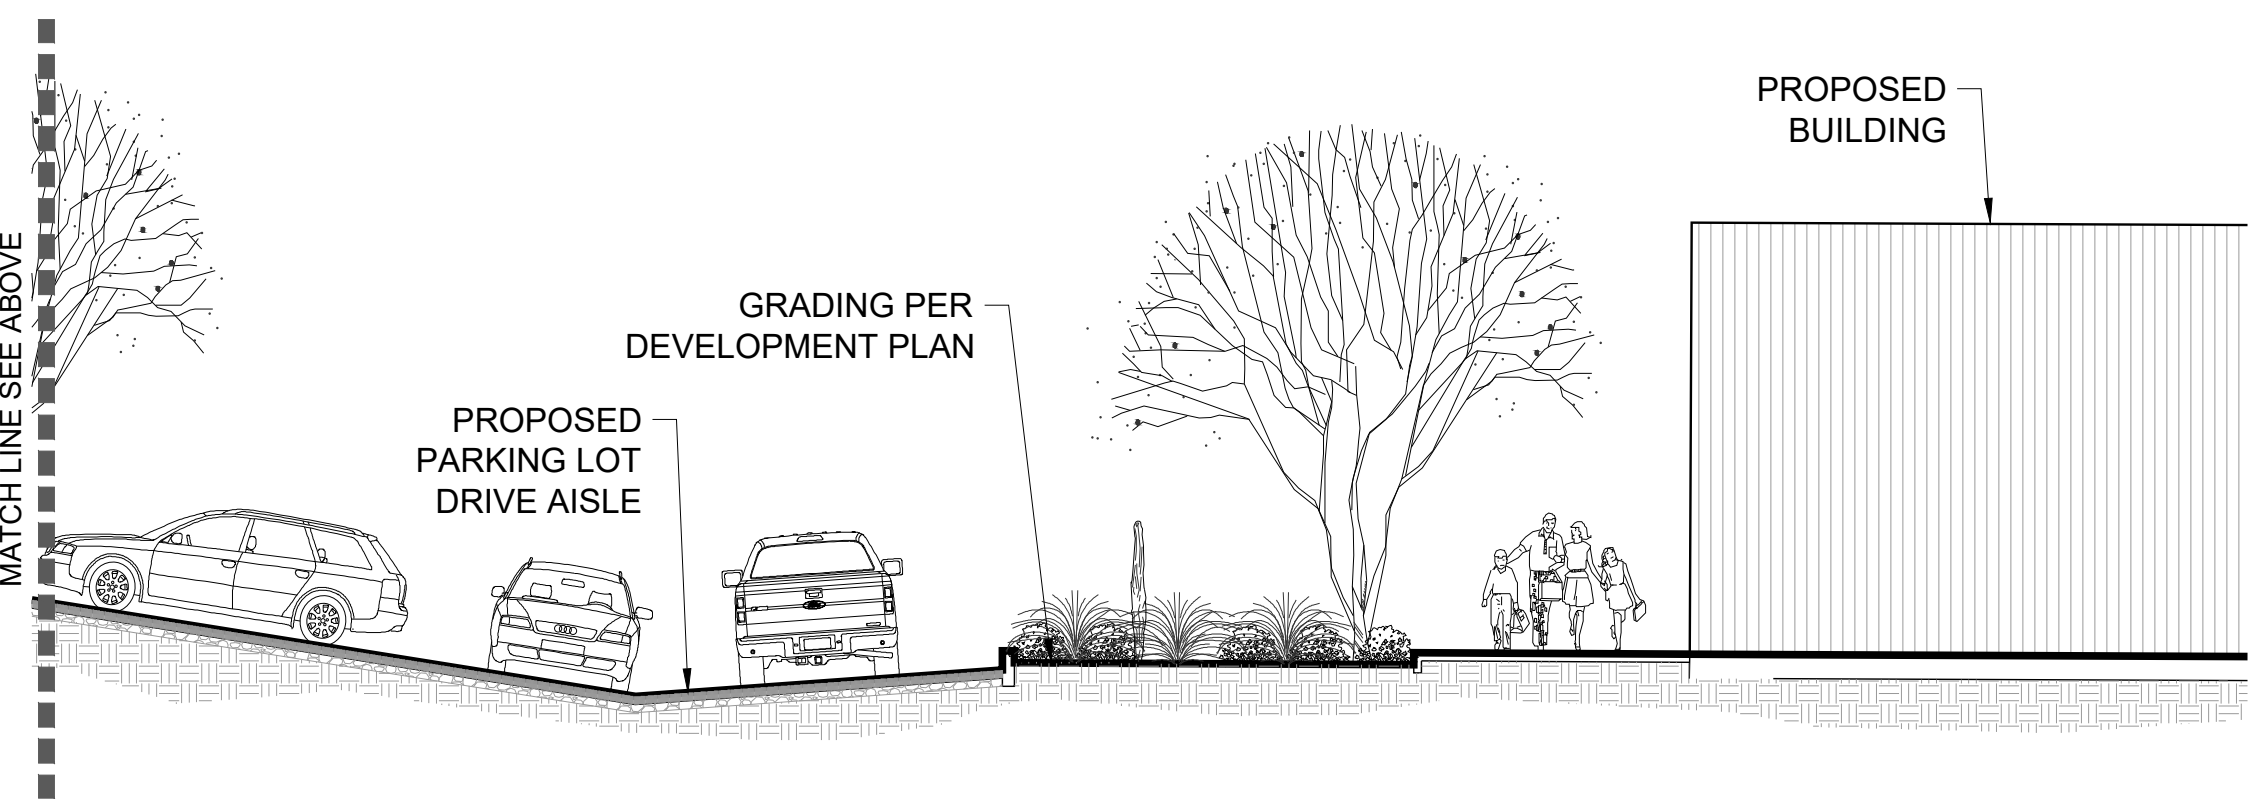 MATCH LINE SEE ABOVE
PROPOSED
BUILDING
GRADING PER
DEVELOPMENT PLAN
PROPOSED
PARKING LOT
DRIVE AISLE